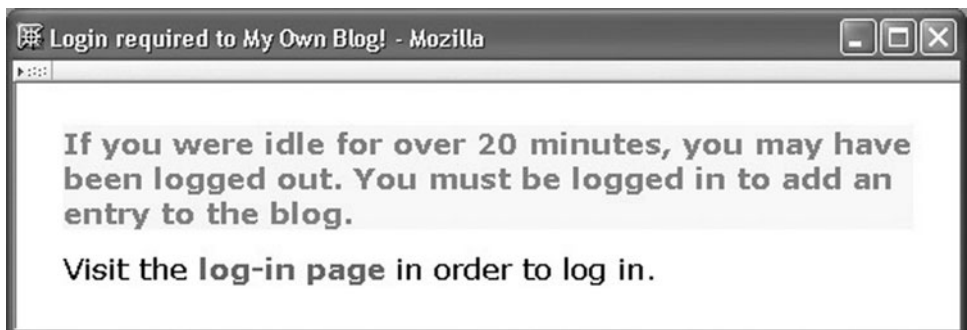 Login required to My Own Blog! - Mozilla
If you were idle for over 20 minutes, you may have
been logged out. You must be logged in to add an
entry to the blog.
Visit the log-in page in order to log in.